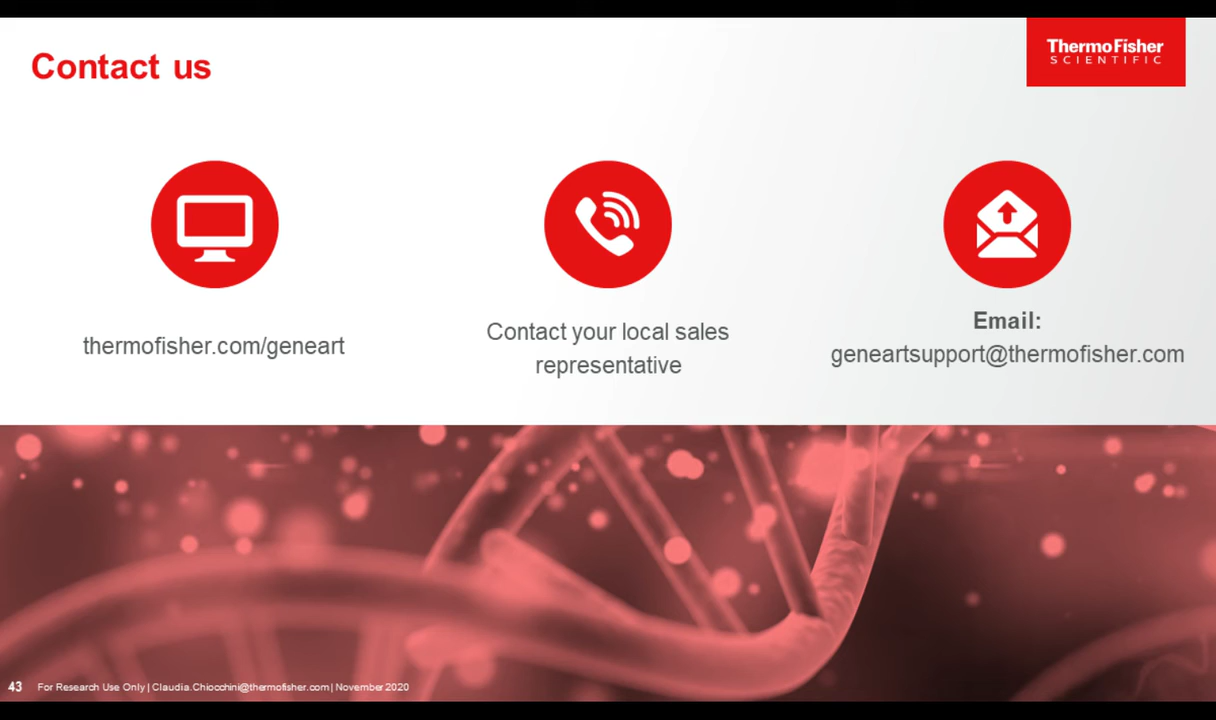 Contact us
ThermoFisher
SCIENTIFIC
thermofisher.com/geneart
Contact your local sales
representative
Email:
geneartsupport@thermofisher.com
43 For Research Use Only | Claudia.Chiocchini@thermofisher.com | November 2020